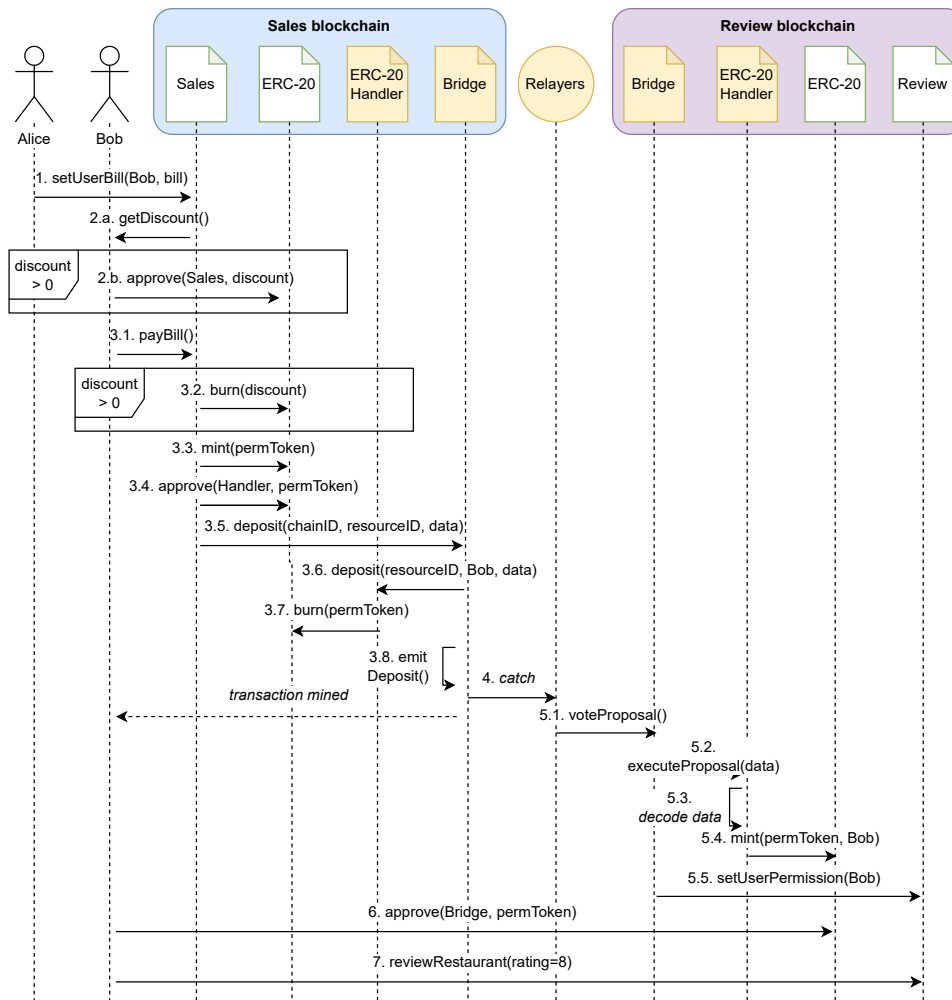 Sales blockchain
Review blockchain
Sales
ERC-20
ERC-20
Handler
Bridge
Relayers
Bridge
ERC-20
Handler
ERC-20
Review
Alice
Bob
1. setUserBill(Bob, bill)
2.a. getDiscount()
discount
> 0
2.b. approve(Sales, discount)
3.1. payBill()
discount
> 0
3.2. burn(discount)
3.3. mint(permToken)
3.4. approve(Handler, permToken)
3.5. deposit(chainID, resourceID, data)
3.6. deposit(resourceID, Bob, data)
3.7. burn(permToken)
3.8. emit
Deposit()
4. catch
transaction mined
5.1. voteProposal()
5.2.
executeProposal(data)
5.3.
decode data
5.4. mint(permToken, Bob)
5.5. setUserPermission(Bob)
6. approve(Bridge, permToken)
7. reviewRestaurant(rating=8)